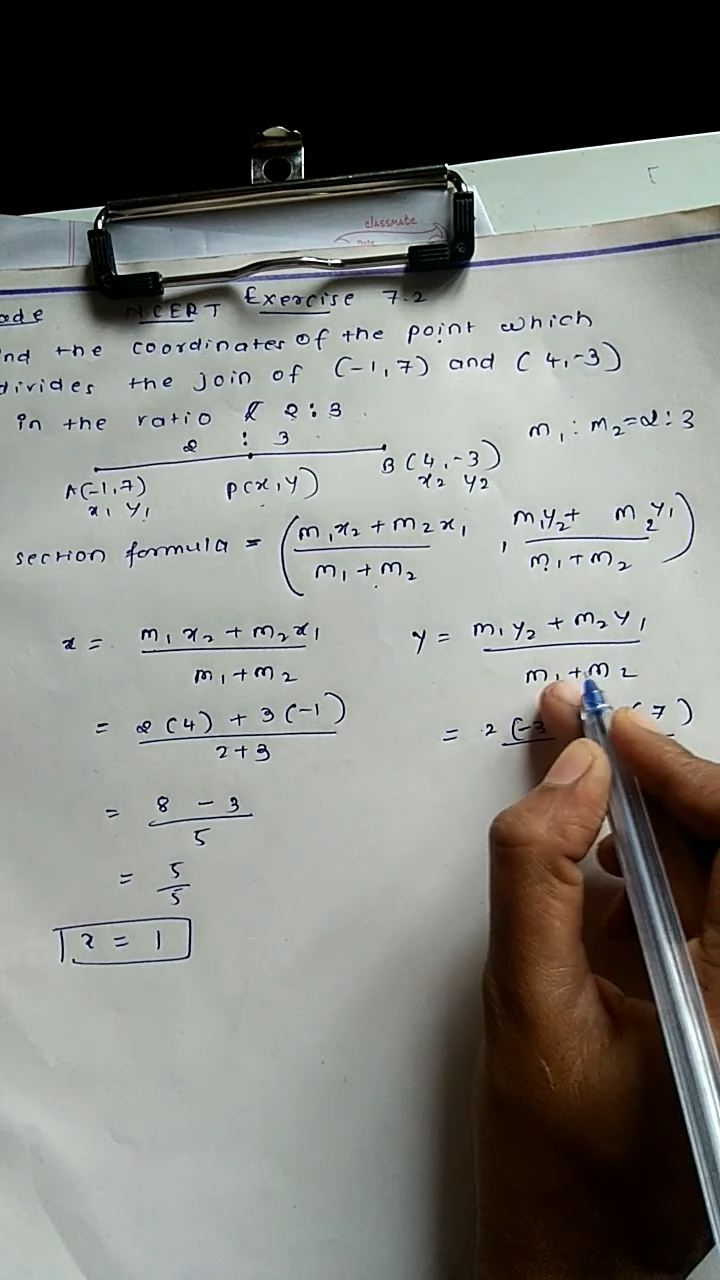 classmate
NCERT Exercise 7.2
the coordinates of the point which
divides the join of (-1,7) and (4,-3)
in the ratio 2:3.
2 : 3
m₁ : m₂ = 2 : 3
A(-1,7) P(x,y) B(4,-3)
x₁ y₁ x₂ y₂
section formula = ( (m₁x₂ + m₂x₁)/(m₁ + m₂) , (m₁y₂ + m₂y₁)/(m₁ + m₂) )
x = (m₁x₂ + m₂x₁)/(m₁ + m₂)
= (2(4) + 3(-1))/(2+3)
= (8 - 3)/5
= 5/5
x = 1
y = (m₁y₂ + m₂y₁)/(m₁ + m₂)
= 2(-3 (7)